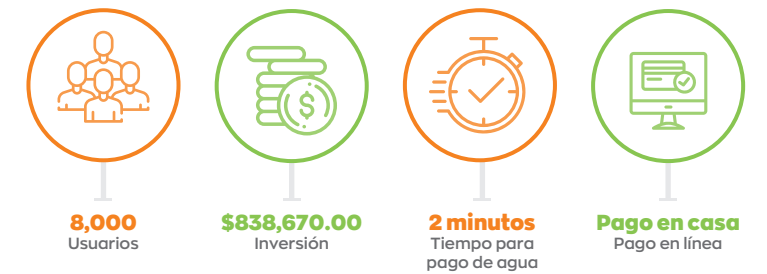 $
8,000
Usuarios
$838,670.00
Inversión
2 minutos
Tiempo para
pago de agua
Pago en casa
Pago en línea